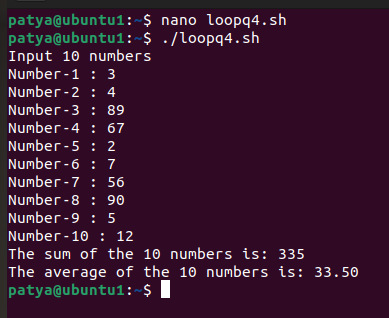 patya@ubuntu1:~$ nano loopq4.sh
patya@ubuntu1:~$ ./loopq4.sh
Input 10 numbers
Number-1 : 3
Number-2 : 4
Number-3 : 89
Number-4 : 67
Number-5 : 2
Number-6 : 7
Number-7 : 56
Number-8 : 90
Number-9 : 5
Number-10 : 12
The sum of the 10 numbers is: 335
The average of the 10 numbers is: 33.50
patya@ubuntu1:~$